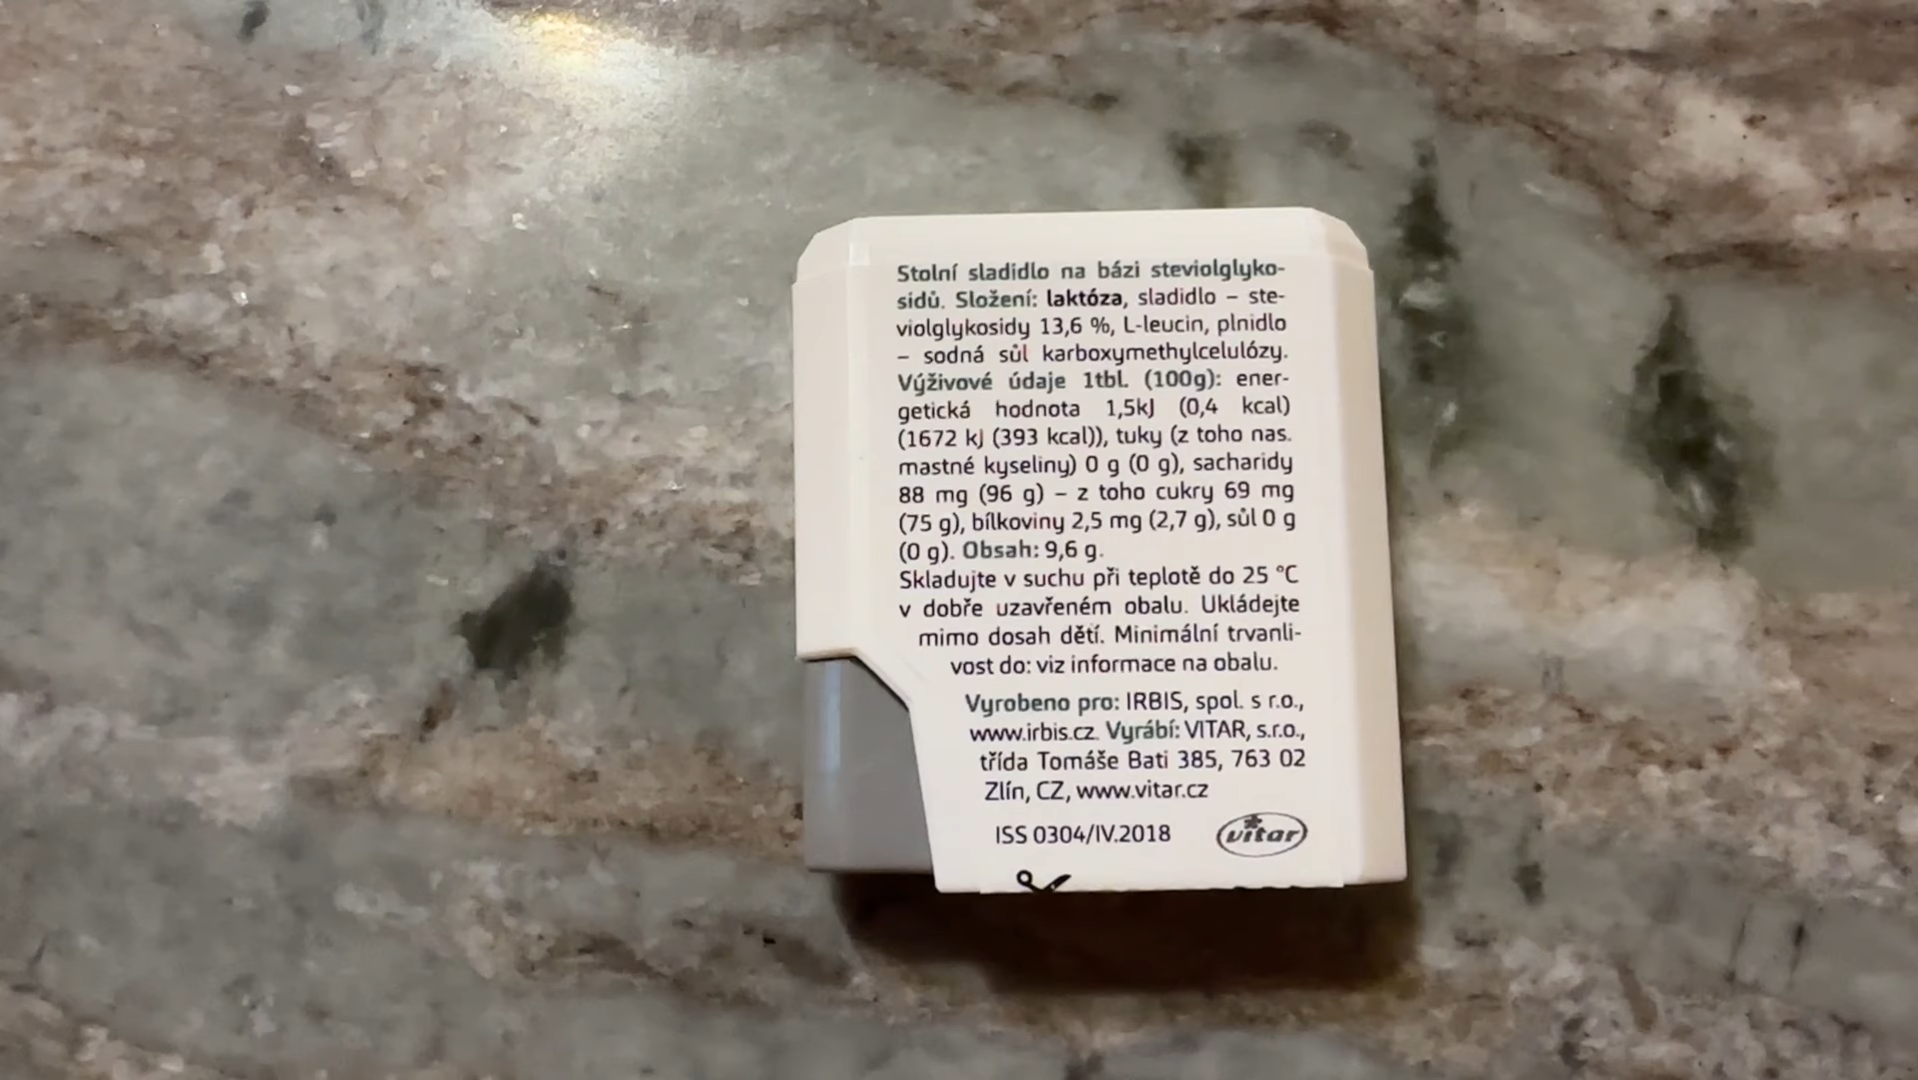 Stolní sladidlo na bázi steviolglyko-
sidů. Složení: laktóza, sladidlo – ste-
violglykosidy 13,6 %, L-leucin, plnidlo
– sodná sůl karboxymethylcelulózy.
Výživové údaje 1tbl. (100g): ener-
getická hodnota 1,5kJ (0,4 kcal)
(1672 kJ (393 kcal)), tuky (z toho nas.
mastné kyseliny) 0 g (0 g), sacharidy
88 mg (96 g) – z toho cukry 69 mg
(75 g), bílkoviny 2,5 mg (2,7 g), sůl 0 g
(0 g). Obsah: 9,6 g.
Skladujte v suchu při teplotě do 25 °C
v dobře uzavřeném obalu. Ukládejte
mimo dosah dětí. Minimální trvanli-
vost do: viz informace na obalu.
Vyrobeno pro: IRBIS, spol. s r.o.,
www.irbis.cz. Vyrábí: VITAR, s.r.o.,
třída Tomáše Bati 385, 763 02
Zlín, CZ, www.vitar.cz
ISS 0304/IV.2018
vitar